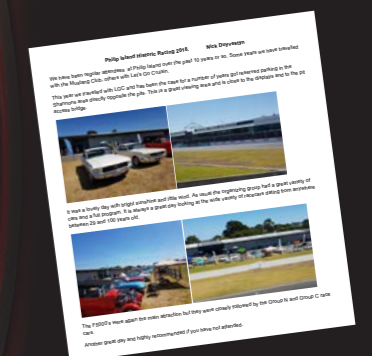 Philip Island Historic Racing 2018. Nick Dayvesteyn
We have been regular attendees at Philip Island over the past 10 years or so. Some years we have travelled
with the Mustang Club, others with Let's Go Cruisin.
This year we travelled with LGC and has been the case for a number of years got reserved parking in the
Shannons area directly opposite the pits. This is a great viewing area and is close to the displays and to the pit
access bridge.
It was a lovely day with bright sunshine and little wind. As usual the organizing group had a great variety of
cars and a full program. It is always a great day looking at the wide variety of racecars dating from anywhere
between 20 and 100 years old.
The F5000's were again the main attraction but they were closely followed by the Group N and Group C race
cars.
Another great day and highly recommended if you have not attended.